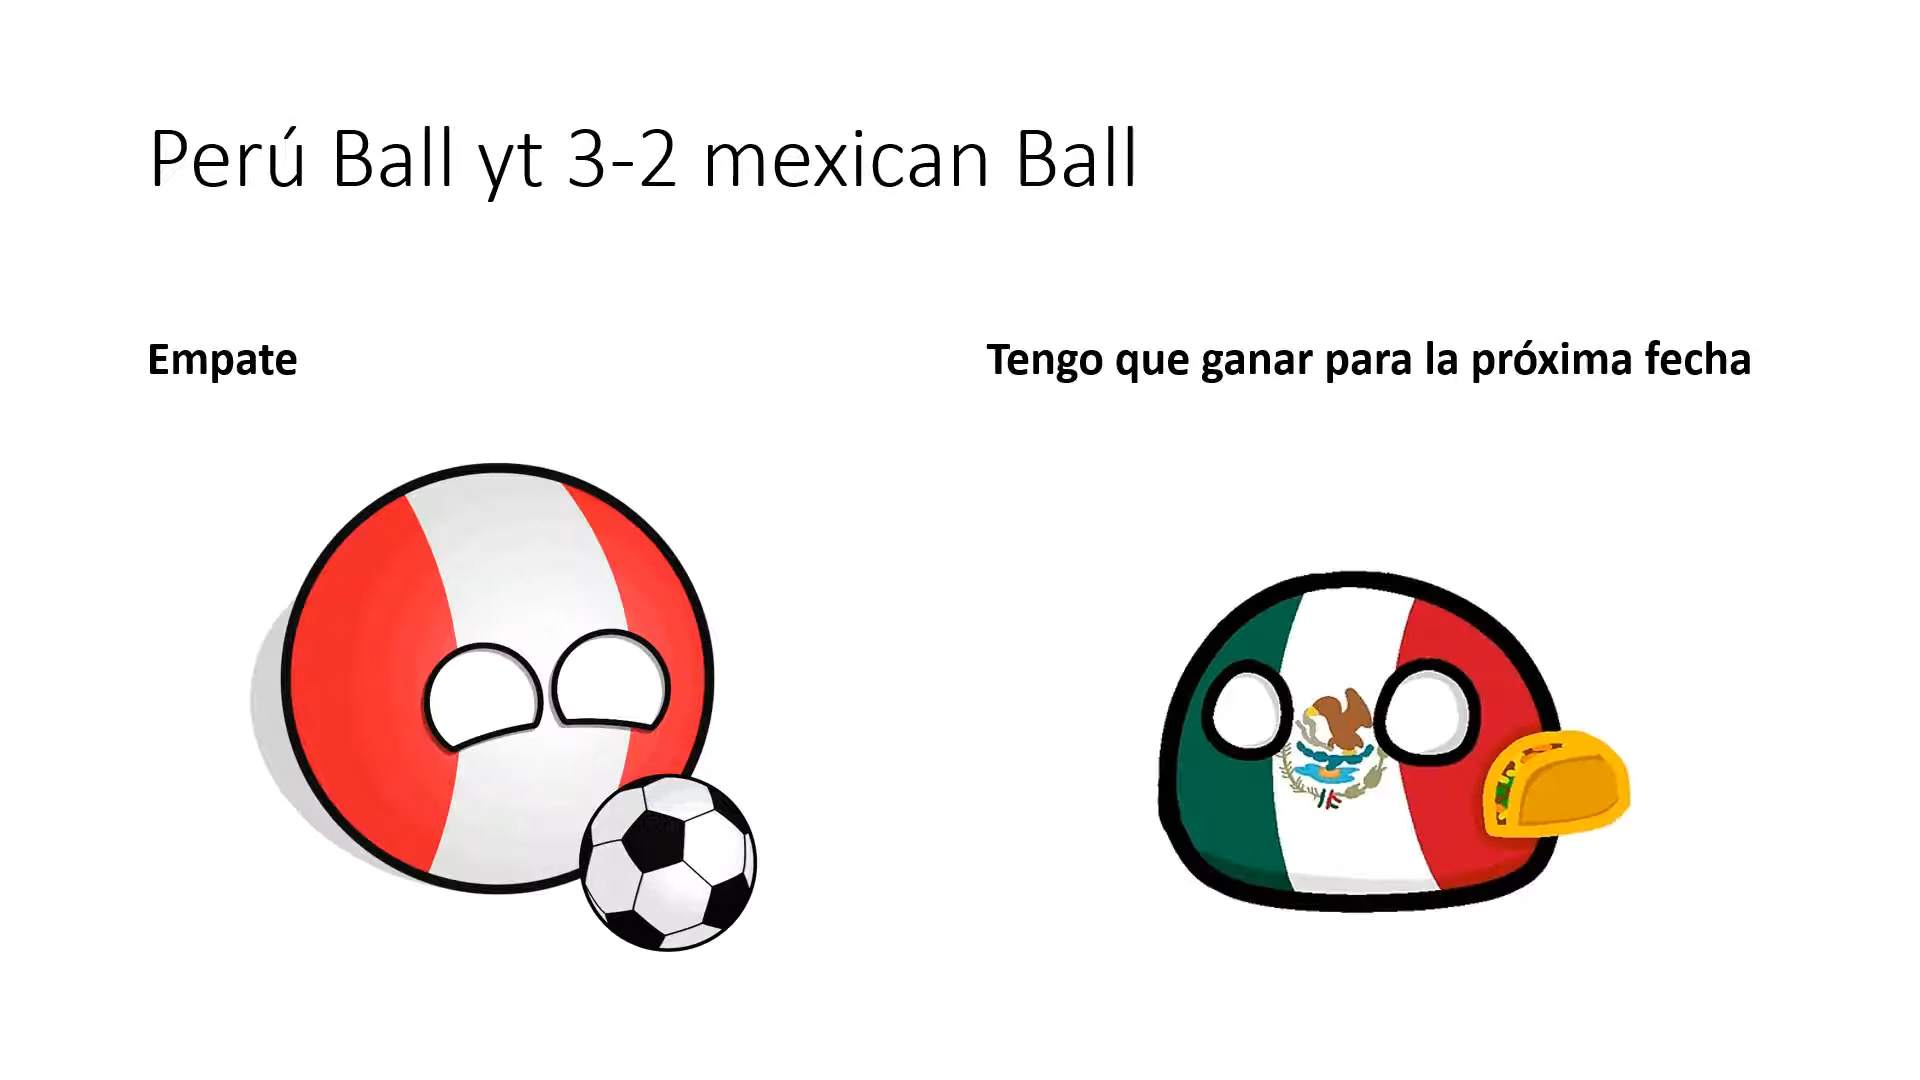 Perú Ball yt 3-2 mexican Ball
Empate
Tengo que ganar para la próxima fecha